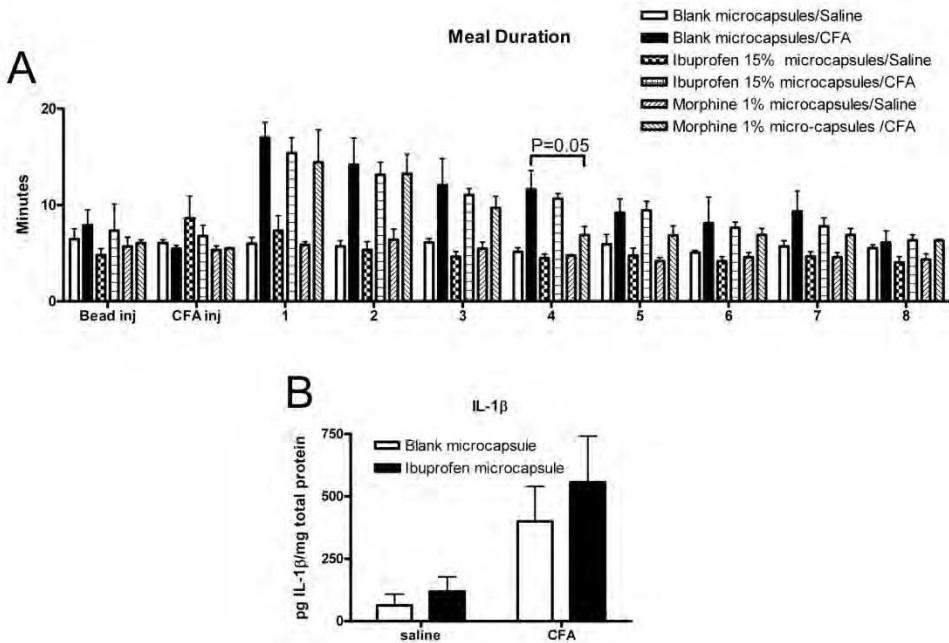 Blank microcapsules/Saline
Blank microcapsules/CFA
Ibuprofen 15% microcapsules/Saline
Ibuprofen 15% microcapsules/CFA
Morphine 1% microcapsules/Saline
Morphine 1% micro-capsules /CFA
Meal Duration
A
20
10
0
Minutes
P=0.05
Bead inj CFA inj 1 2 3 4 5 6 7 8
B
IL-1β
Blank microcapsule
Ibuprofen microcapsule
750
500
250
0
pg IL-1β/mg total protein
saline CFA